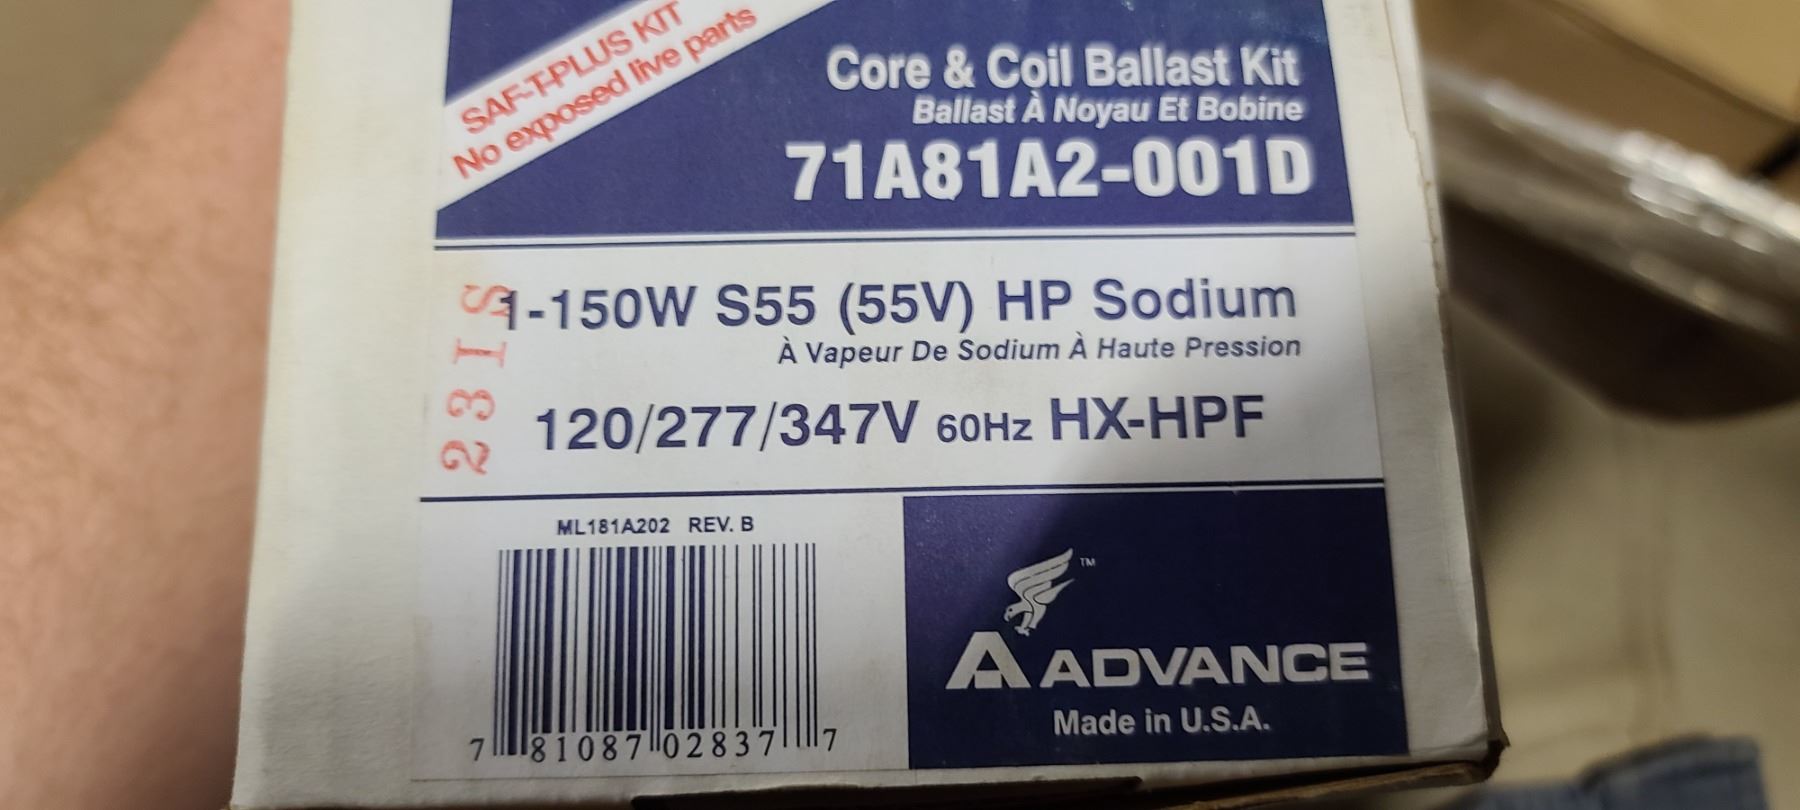 SAF-T-PLUS KIT
No exposed live parts
Core & Coil Ballast Kit
Ballast À Noyau Et Bobine
71A81A2-001D
1-150W S55 (55V) HP Sodium
À Vapeur De Sodium À Haute Pression
120/277/347V 60Hz HX-HPF
23IS
ML181A202 REV. B
7 81087 02837 7
TM
ADVANCE
Made in U.S.A.